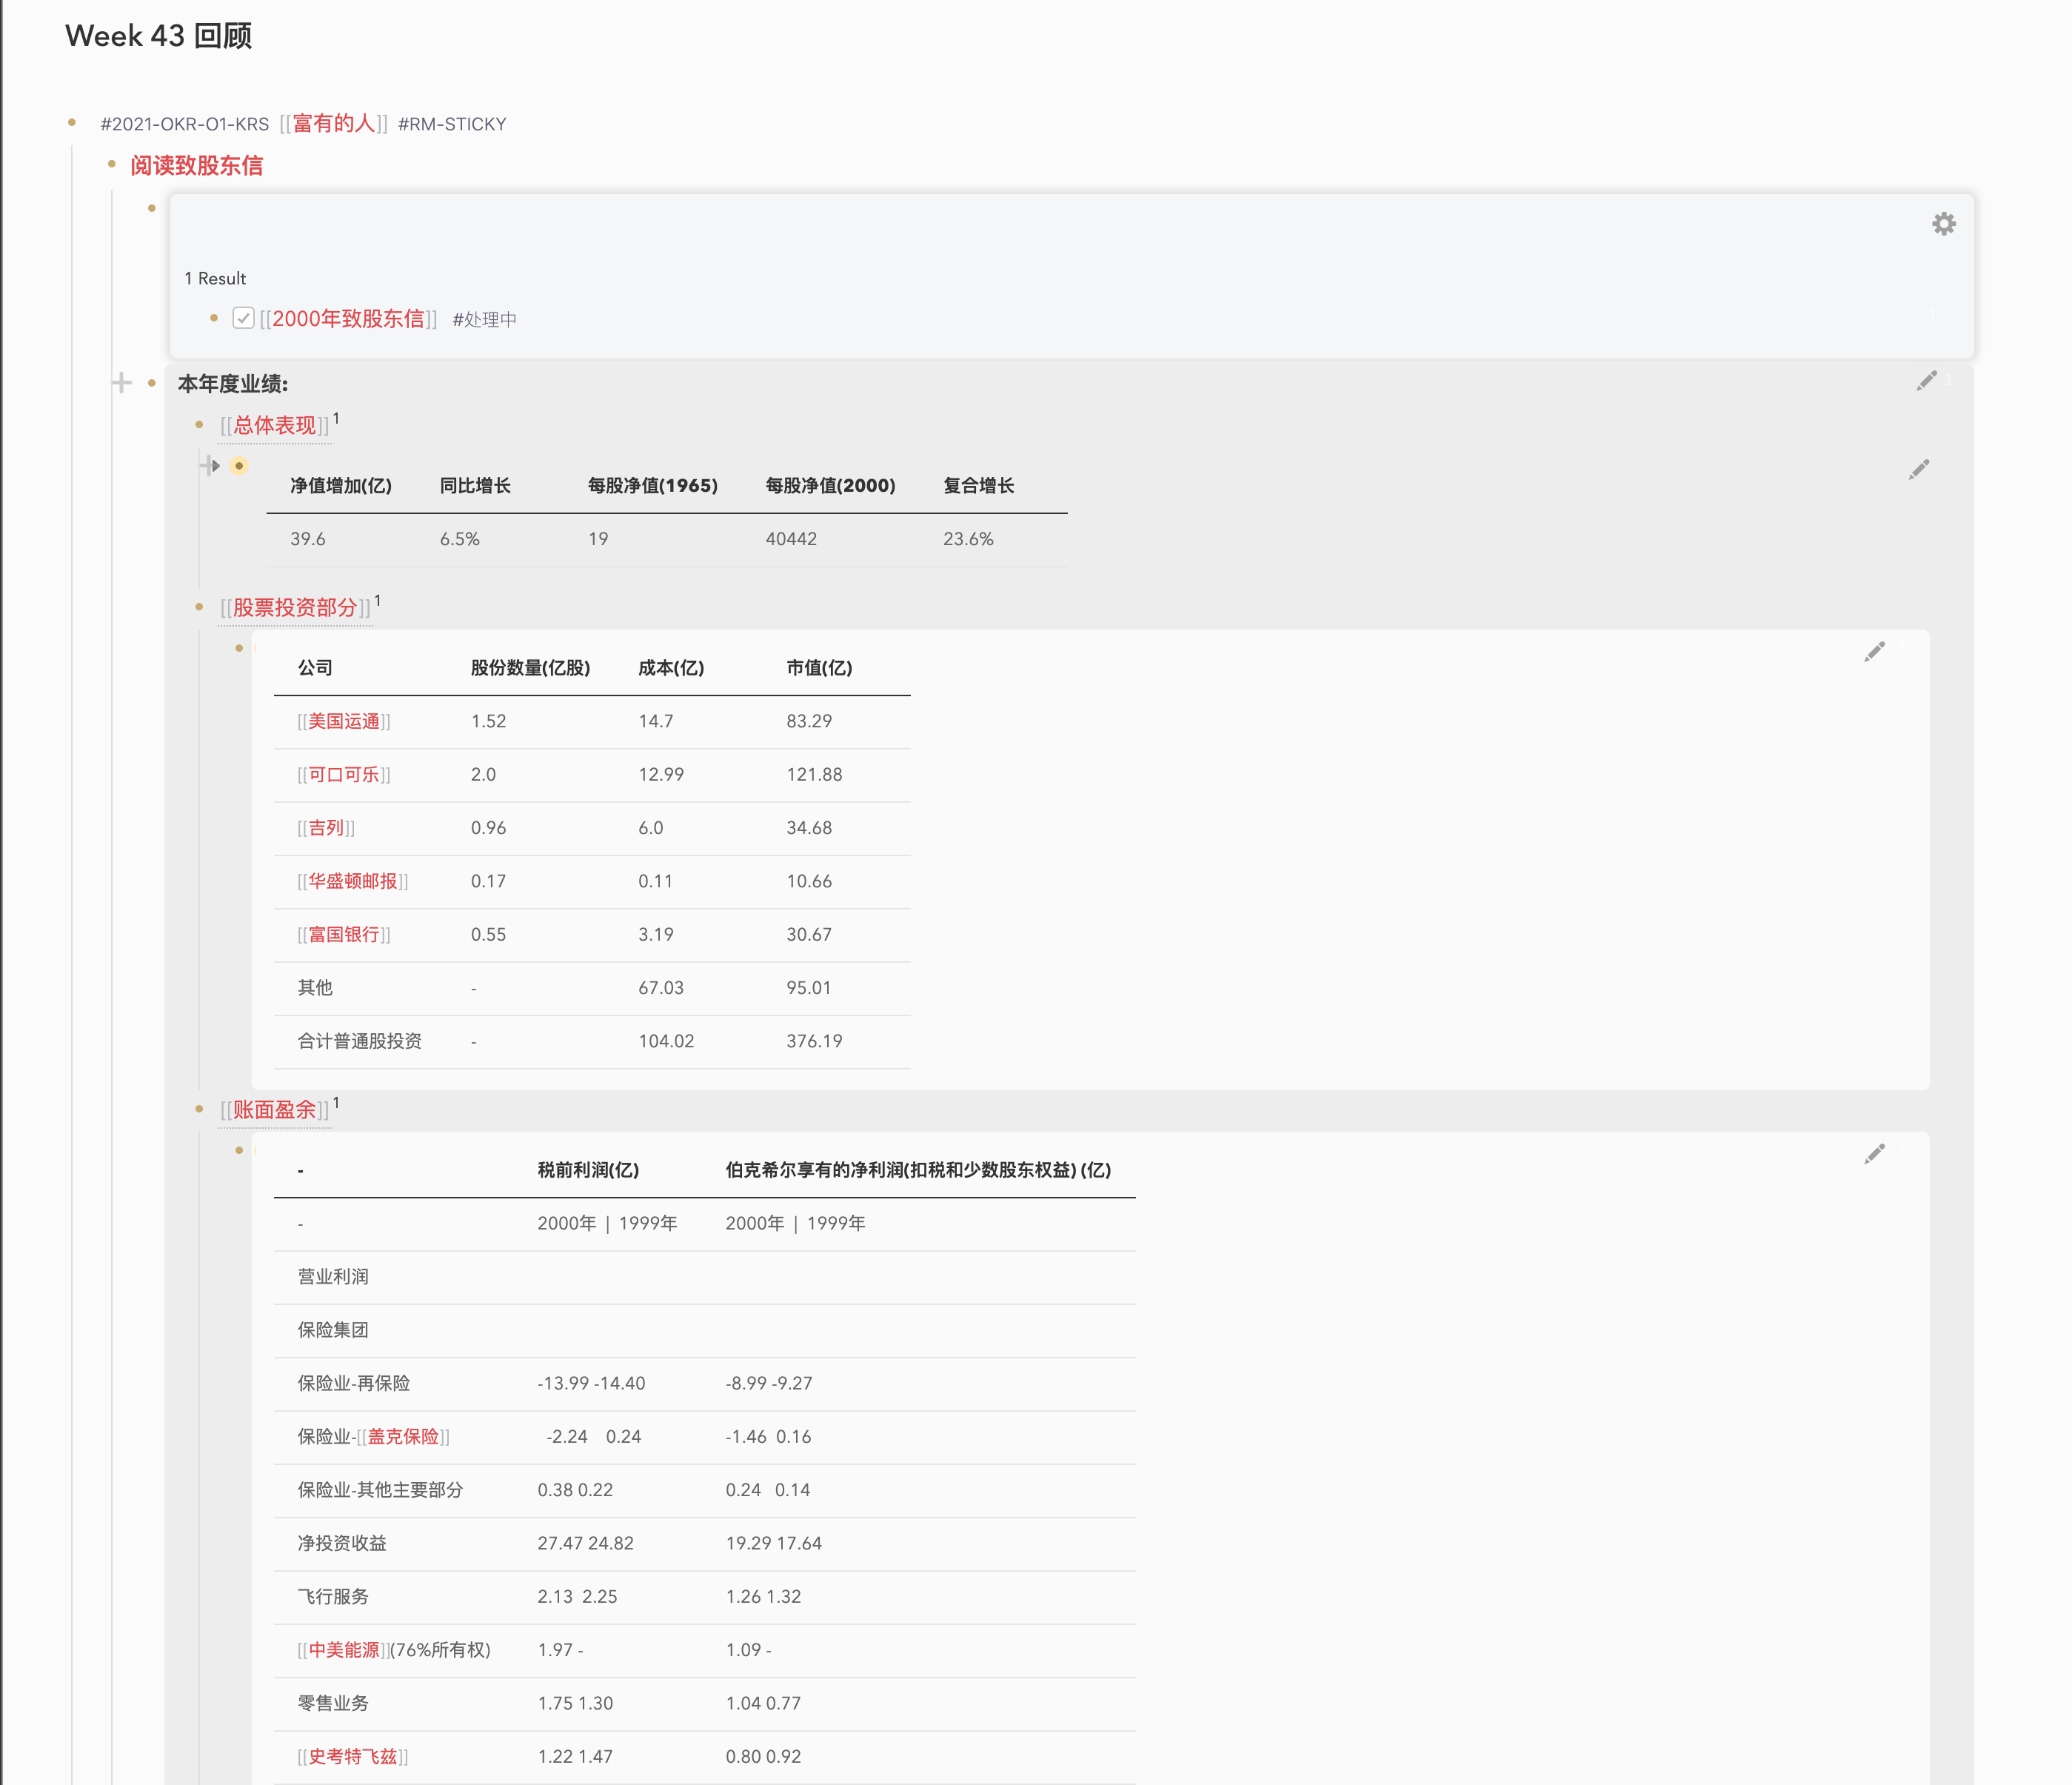 Week 43 回顾
#2021-OKR-O1-KRS [[富有的人]] #RM-STICKY
阅读致股东信
1 Result
[[2000年致股东信]] #处理中
本年度业绩:
[[总体表现]] 1
净值增加(亿) 同比增长 每股净值(1965) 每股净值(2000) 复合增长
39.6 6.5% 19 40442 23.6%
[[股票投资部分]] 1
公司 股份数量(亿股) 成本(亿) 市值(亿)
[[美国运通]] 1.52 14.7 83.29
[[可口可乐]] 2.0 12.99 121.88
[[吉列]] 0.96 6.0 34.68
[[华盛顿邮报]] 0.17 0.11 10.66
[[富国银行]] 0.55 3.19 30.67
其他 - 67.03 95.01
合计普通股投资 - 104.02 376.19
[[账面盈余]] 1
- 税前利润(亿) 伯克希尔享有的净利润(扣税和少数股东权益) (亿)
- 2000年 | 1999年 2000年 | 1999年
营业利润
保险集团
保险业-再保险 -13.99 -14.40 -8.99 -9.27
保险业-[[盖克保险]] -2.24 0.24 -1.46 0.16
保险业-其他主要部分 0.38 0.22 0.24 0.14
净投资收益 27.47 24.82 19.29 17.64
飞行服务 2.13 2.25 1.26 1.32
[[中美能源]](76%所有权) 1.97 - 1.09 -
零售业务 1.75 1.30 1.04 0.77
[[史考特飞兹]] 1.22 1.47 0.80 0.92